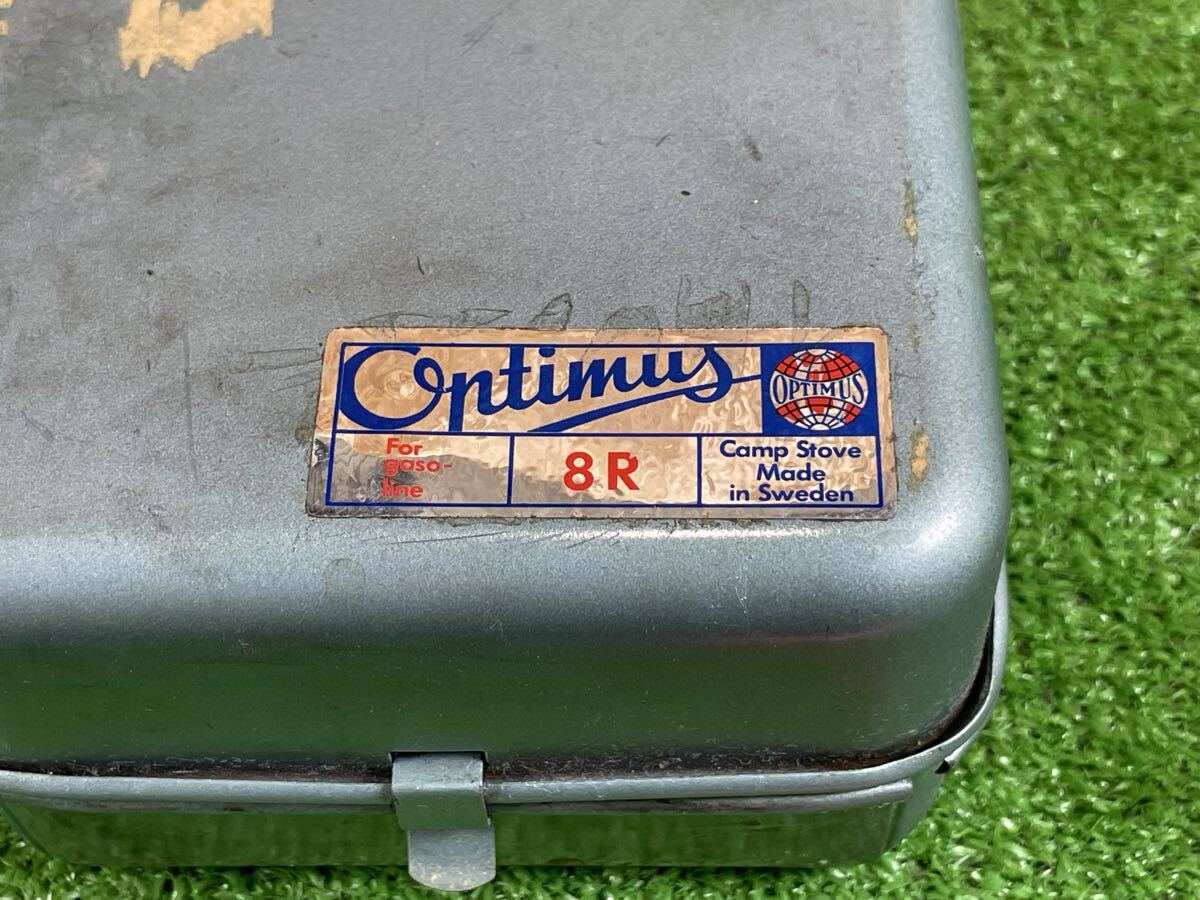 Optimus
OPTIMUS
For
gaso-
line
8R
Camp Stove
Made
in Sweden